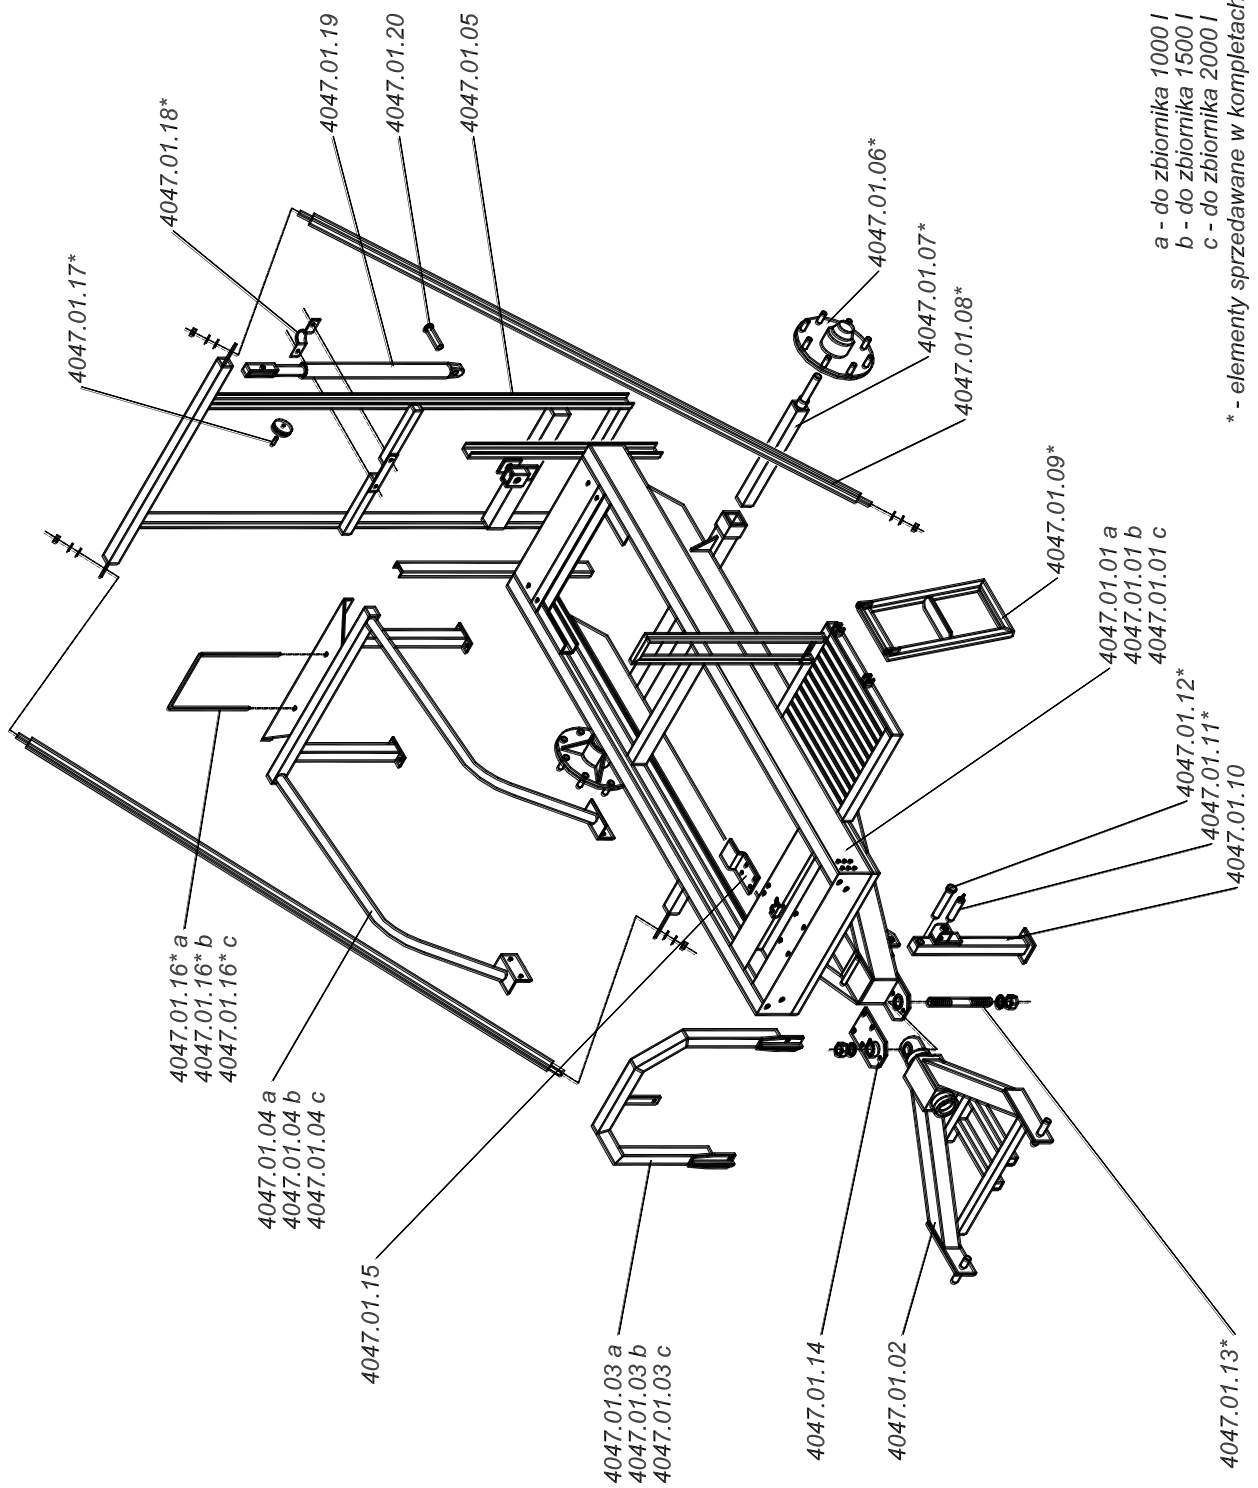 4047.01.16* a
4047.01.16* b
4047.01.16* c
4047.01.04 a
4047.01.04 b
4047.01.04 c
4047.01.15
4047.01.03 a
4047.01.03 b
4047.01.03 c
4047.01.14
4047.01.02
4047.01.13*
4047.01.17*
4047.01.18*
4047.01.19
4047.01.20
4047.01.05
4047.01.06*
4047.01.07*
4047.01.08*
4047.01.09*
4047.01.01 a
4047.01.01 b
4047.01.01 c
4047.01.12*
4047.01.11*
4047.01.10
a - do zbiornika 1000 l
b - do zbiornika 1500 l
c - do zbiornika 2000 l
* - elementy sprzedawane w kompletach